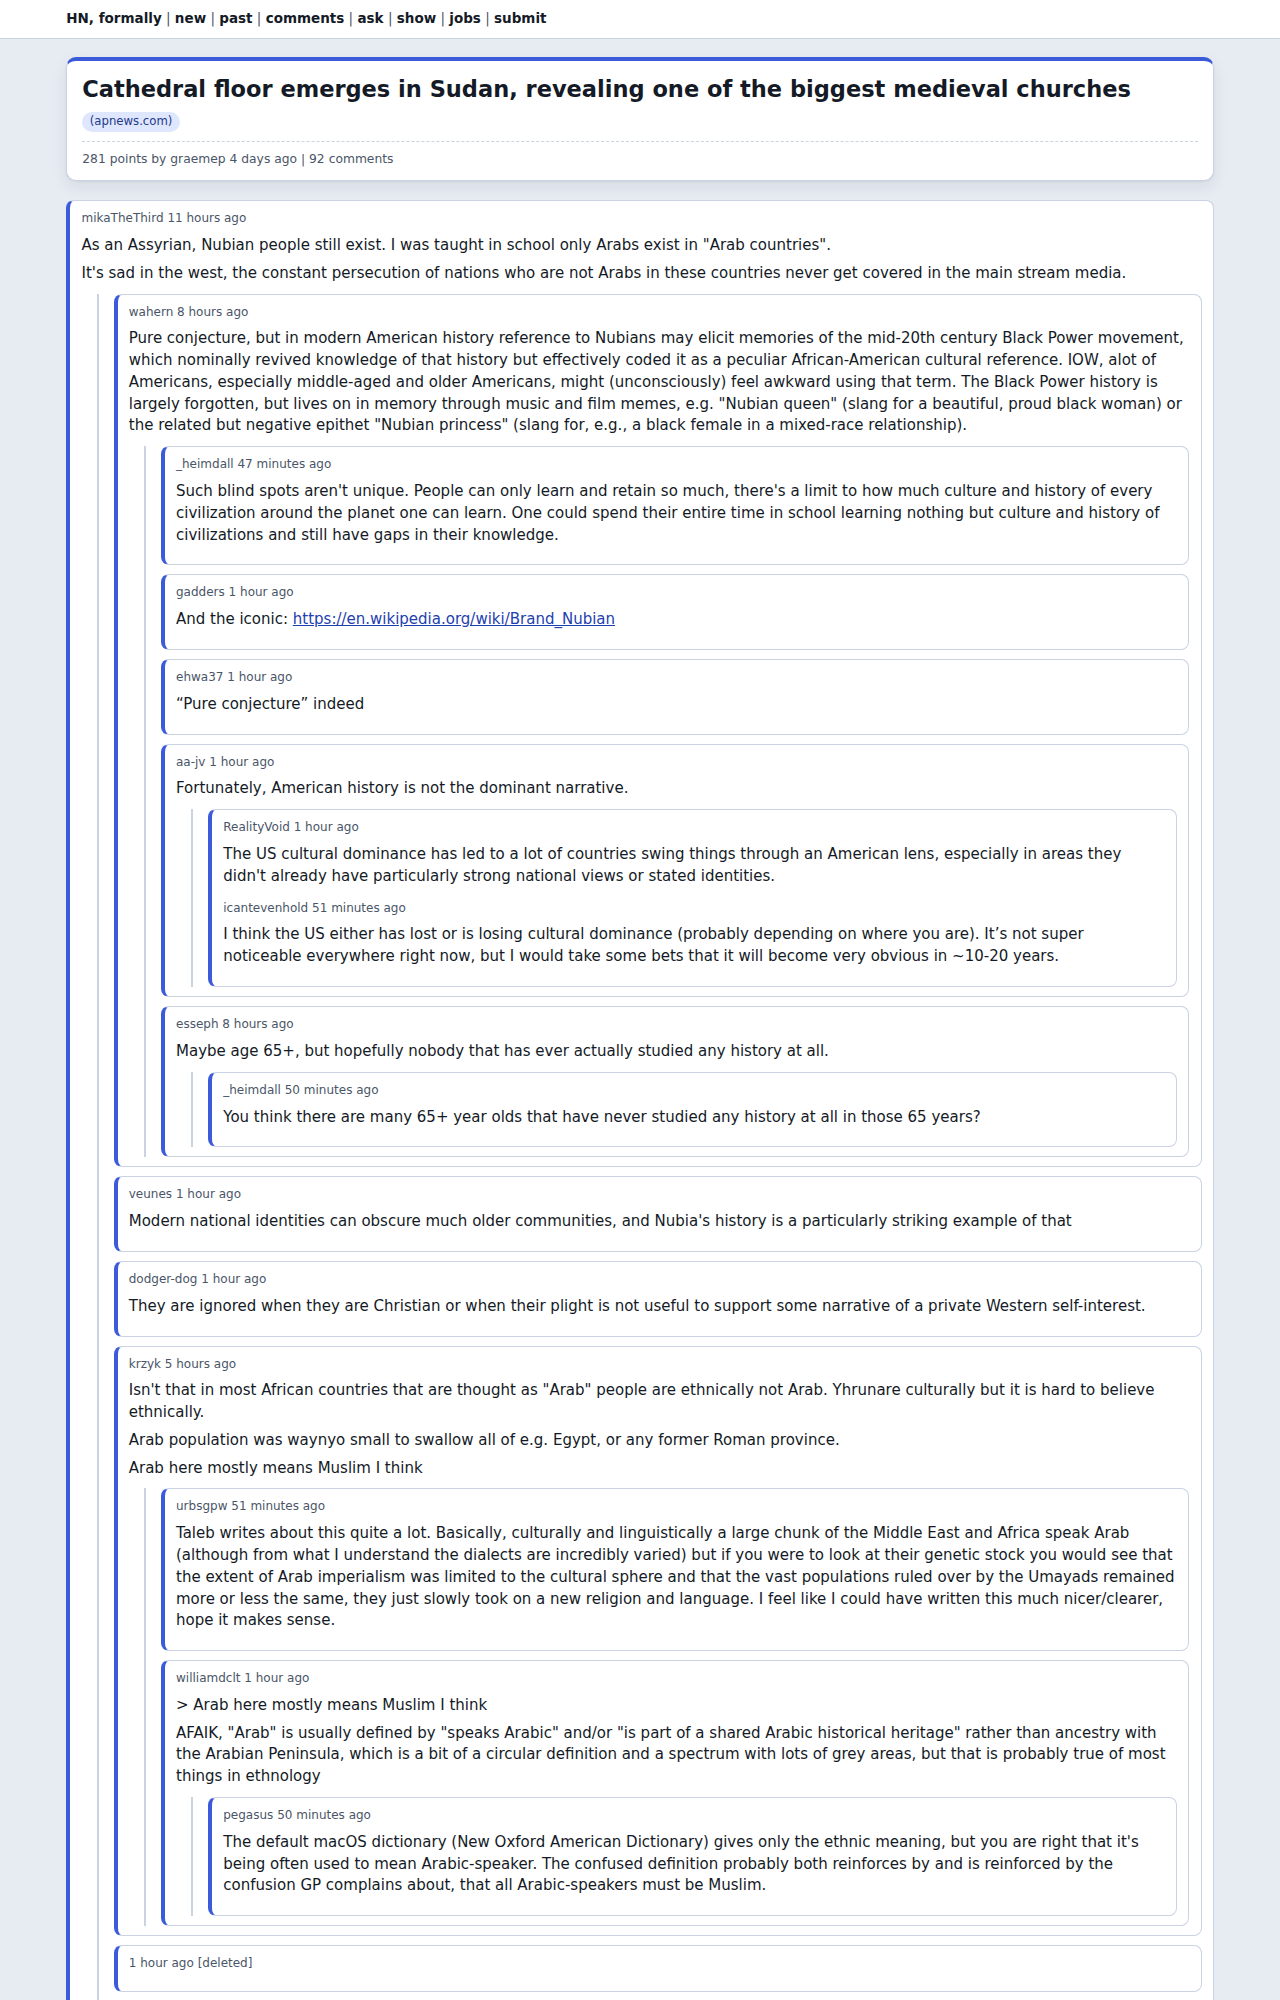 HN, formally | new | past | comments | ask | show | jobs | submit
Cathedral floor emerges in Sudan, revealing one of the biggest medieval churches
(apnews.com)
281 points by graemep 4 days ago | 92 comments
mikaTheThird 11 hours ago
As an Assyrian, Nubian people still exist. I was taught in school only Arabs exist in "Arab countries".
It's sad in the west, the constant persecution of nations who are not Arabs in these countries never get covered in the main stream media.
wahern 8 hours ago
Pure conjecture, but in modern American history reference to Nubians may elicit memories of the mid-20th century Black Power movement,
which nominally revived knowledge of that history but effectively coded it as a peculiar African-American cultural reference. IOW, alot of
Americans, especially middle-aged and older Americans, might (unconsciously) feel awkward using that term. The Black Power history is
largely forgotten, but lives on in memory through music and film memes, e.g. "Nubian queen" (slang for a beautiful, proud black woman) or
the related but negative epithet "Nubian princess" (slang for, e.g., a black female in a mixed-race relationship).
_heimdall 47 minutes ago
Such blind spots aren't unique. People can only learn and retain so much, there's a limit to how much culture and history of every
civilization around the planet one can learn. One could spend their entire time in school learning nothing but culture and history of
civilizations and still have gaps in their knowledge.
gadders 1 hour ago
And the iconic: https://en.wikipedia.org/wiki/Brand_Nubian
ehwa37 1 hour ago
“Pure conjecture” indeed
aa-jv 1 hour ago
Fortunately, American history is not the dominant narrative.
RealityVoid 1 hour ago
The US cultural dominance has led to a lot of countries swing things through an American lens, especially in areas they
didn't already have particularly strong national views or stated identities.
icantevenhold 51 minutes ago
I think the US either has lost or is losing cultural dominance (probably depending on where you are). It’s not super
noticeable everywhere right now, but I would take some bets that it will become very obvious in ~10-20 years.
esseph 8 hours ago
Maybe age 65+, but hopefully nobody that has ever actually studied any history at all.
_heimdall 50 minutes ago
You think there are many 65+ year olds that have never studied any history at all in those 65 years?
veunes 1 hour ago
Modern national identities can obscure much older communities, and Nubia's history is a particularly striking example of that
dodger-dog 1 hour ago
They are ignored when they are Christian or when their plight is not useful to support some narrative of a private Western self-interest.
krzyk 5 hours ago
Isn't that in most African countries that are thought as "Arab" people are ethnically not Arab. Yhrunare culturally but it is hard to believe
ethnically.
Arab population was waynyo small to swallow all of e.g. Egypt, or any former Roman province.
Arab here mostly means Muslim I think
urbsgpw 51 minutes ago
Taleb writes about this quite a lot. Basically, culturally and linguistically a large chunk of the Middle East and Africa speak Arab
(although from what I understand the dialects are incredibly varied) but if you were to look at their genetic stock you would see that
the extent of Arab imperialism was limited to the cultural sphere and that the vast populations ruled over by the Umayads remained
more or less the same, they just slowly took on a new religion and language. I feel like I could have written this much nicer/clearer,
hope it makes sense.
williamdclt 1 hour ago
> Arab here mostly means Muslim I think
AFAIK, "Arab" is usually defined by "speaks Arabic" and/or "is part of a shared Arabic historical heritage" rather than ancestry with
the Arabian Peninsula, which is a bit of a circular definition and a spectrum with lots of grey areas, but that is probably true of most
things in ethnology
pegasus 50 minutes ago
The default macOS dictionary (New Oxford American Dictionary) gives only the ethnic meaning, but you are right that it's
being often used to mean Arabic-speaker. The confused definition probably both reinforces by and is reinforced by the
confusion GP complains about, that all Arabic-speakers must be Muslim.
1 hour ago [deleted]